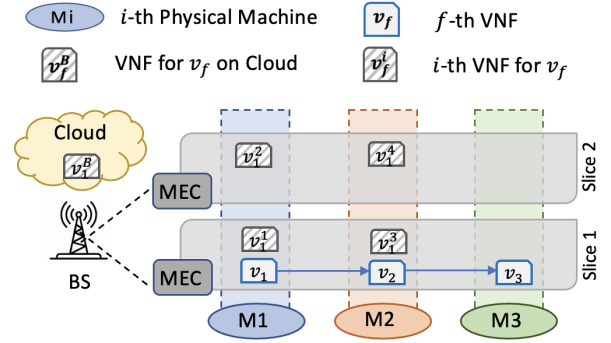 Mi i-th Physical Machine
v_f f-th VNF
v_f^B VNF for v_f on Cloud
v_f^i i-th VNF for v_f
Cloud
v_1^B
v_1^2
v_1^4
MEC
Slice 2
BS
v_1^1
v_1^3
MEC
v_1
v_2
v_3
Slice 1
M1
M2
M3